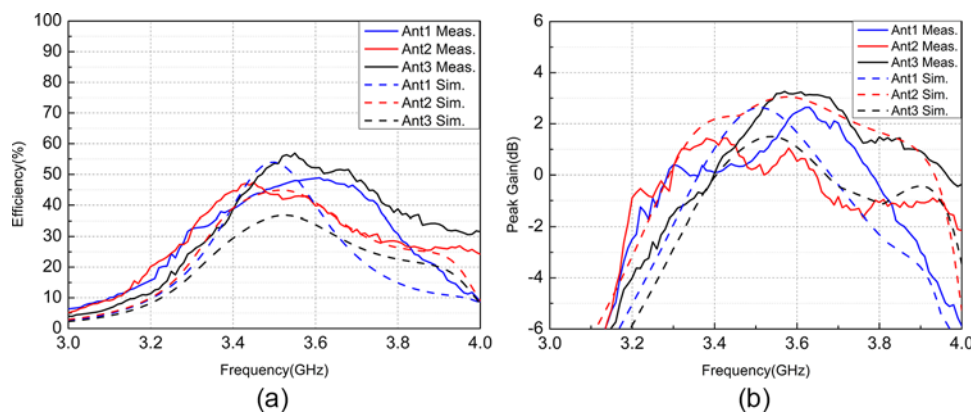 100
90
80
70
60
50
40
30
20
10
0
Efficiency(%)
3.0 3.2 3.4 3.6 3.8 4.0
Frequency(GHz)
Ant1 Meas.
Ant2 Meas.
Ant3 Meas.
Ant1 Sim.
Ant2 Sim.
Ant3 Sim.
(a)
6
4
2
0
-2
-4
-6
Peak Gain(dB)
3.0 3.2 3.4 3.6 3.8 4.0
Frequency(GHz)
Ant1 Meas.
Ant2 Meas.
Ant3 Meas.
Ant1 Sim.
Ant2 Sim.
Ant3 Sim.
(b)